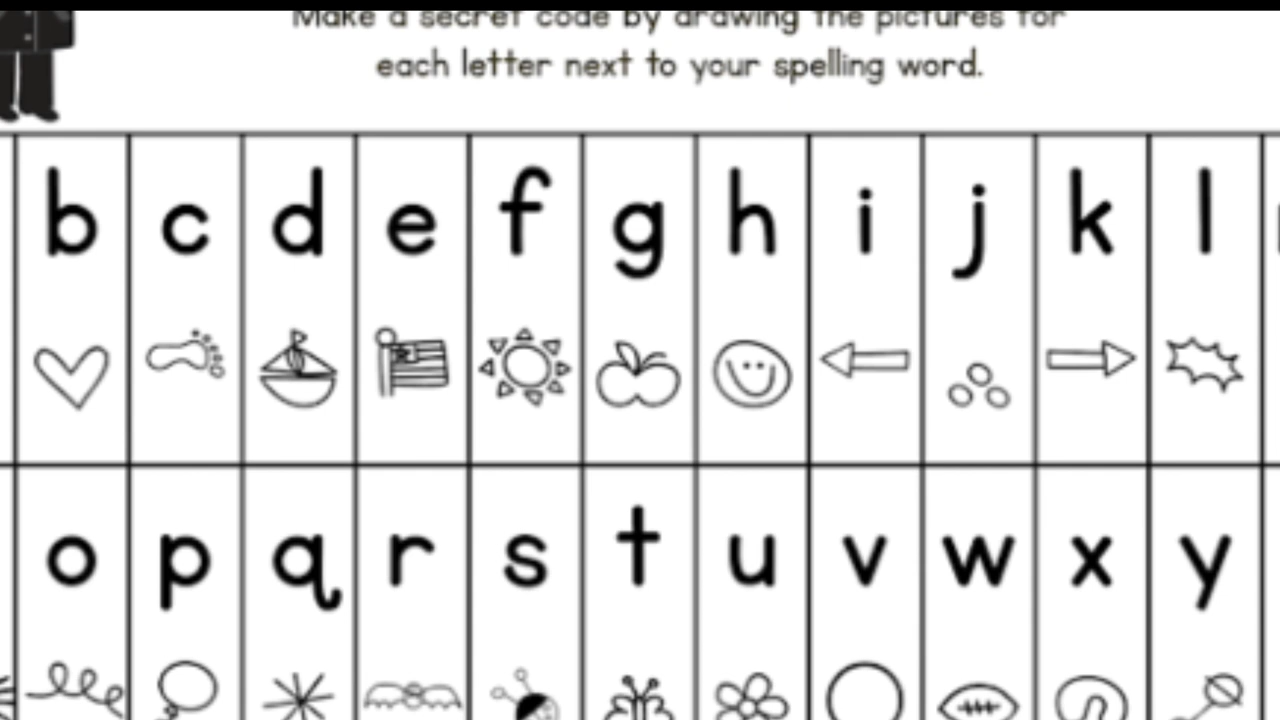 Make a secret code by drawing the pictures for
each letter next to your spelling word.
b c d e f g h i j k l
o p q r s t u v w x y